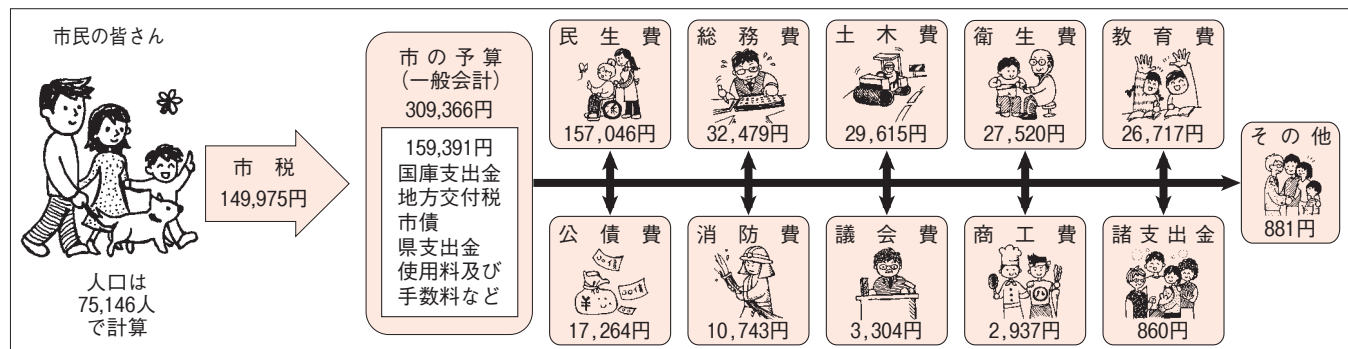 市民の皆さん
人口は
75,146人
で計算
市税
149,975円
市の予算
(一般会計)
309,366円
159,391円
国庫支出金
地方交付税
市債
県支出金
使用料及び
手数料など
民生費
157,046円
総務費
32,479円
土木費
29,615円
衛生費
27,520円
教育費
26,717円
公債費
17,264円
消防費
10,743円
議会費
3,304円
商工費
2,937円
諸支出金
860円
その他
881円